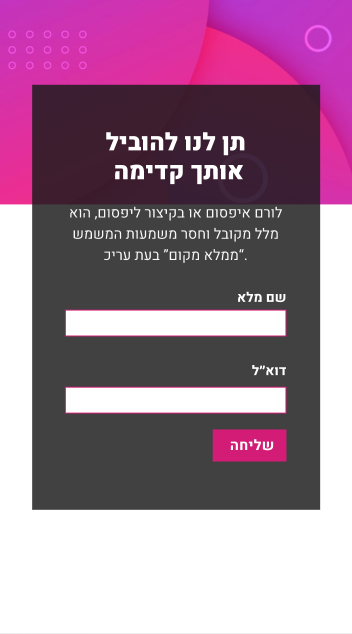 תן לנו להוביל
אותך קדימה
לורם איפסום או בקיצור ליפסום, הוא
מלל מקובל וחסר משמעות המשמש
״ממלא מקום״ בעת עריכ.
שם מלא
דוא״ל
שליחה